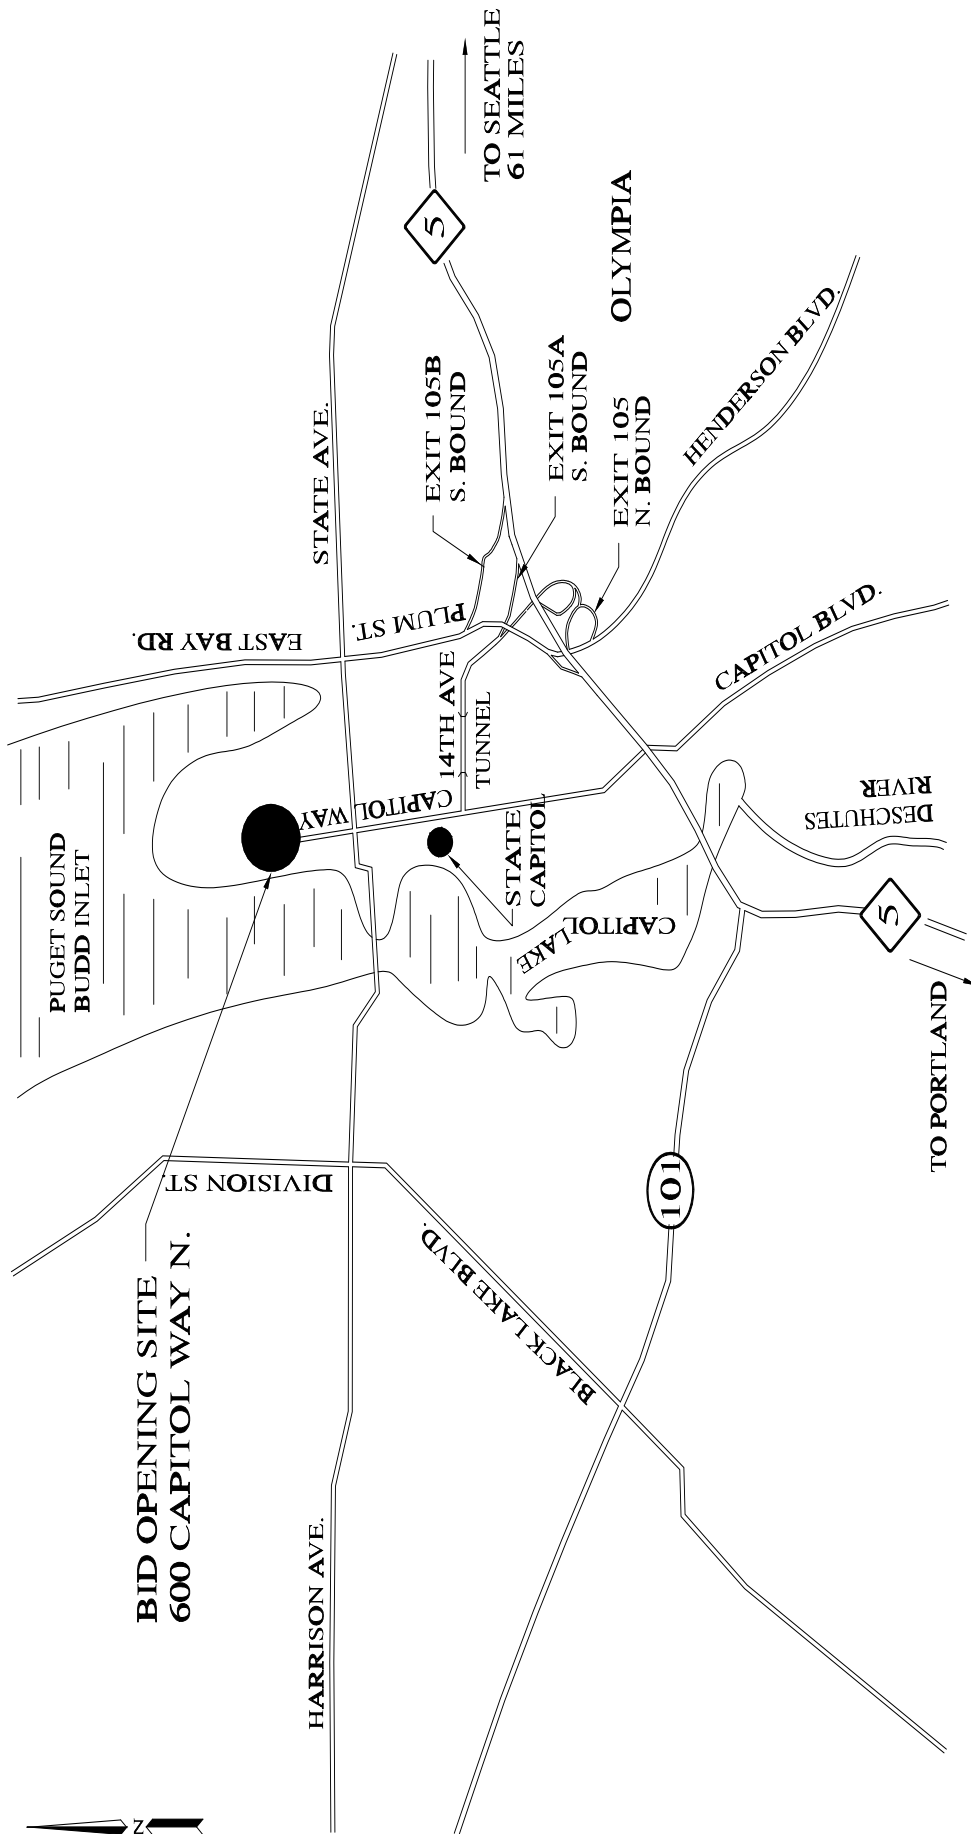 BID OPENING SITE
600 CAPITOL WAY N.
PUGET SOUND
BUDD INLET
EAST BAY RD.
DIVISION ST.
HARRISON AVE.
STATE AVE.
PLUM ST.
CAPITOL WAY
14TH AVE
TUNNEL
STATE
CAPITOL
CAPITOL
LAKE
EXIT 105B
S. BOUND
EXIT 105A
S. BOUND
EXIT 105
N. BOUND
OLYMPIA
5
TO SEATTLE
61 MILES
HENDERSON BLVD.
CAPITOL BLVD.
DESCHUTES
RIVER
BLACK LAKE BLVD.
101
5
TO PORTLAND
N